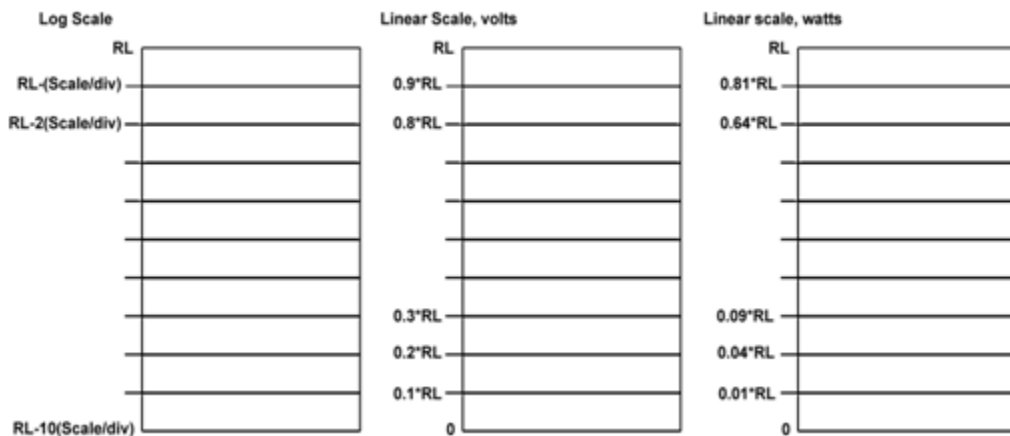 Log Scale
RL
RL-(Scale/div)
RL-2(Scale/div)
RL-10(Scale/div)
Linear Scale, volts
RL
0.9*RL
0.8*RL
0.3*RL
0.2*RL
0.1*RL
0
Linear scale, watts
RL
0.81*RL
0.64*RL
0.09*RL
0.04*RL
0.01*RL
0